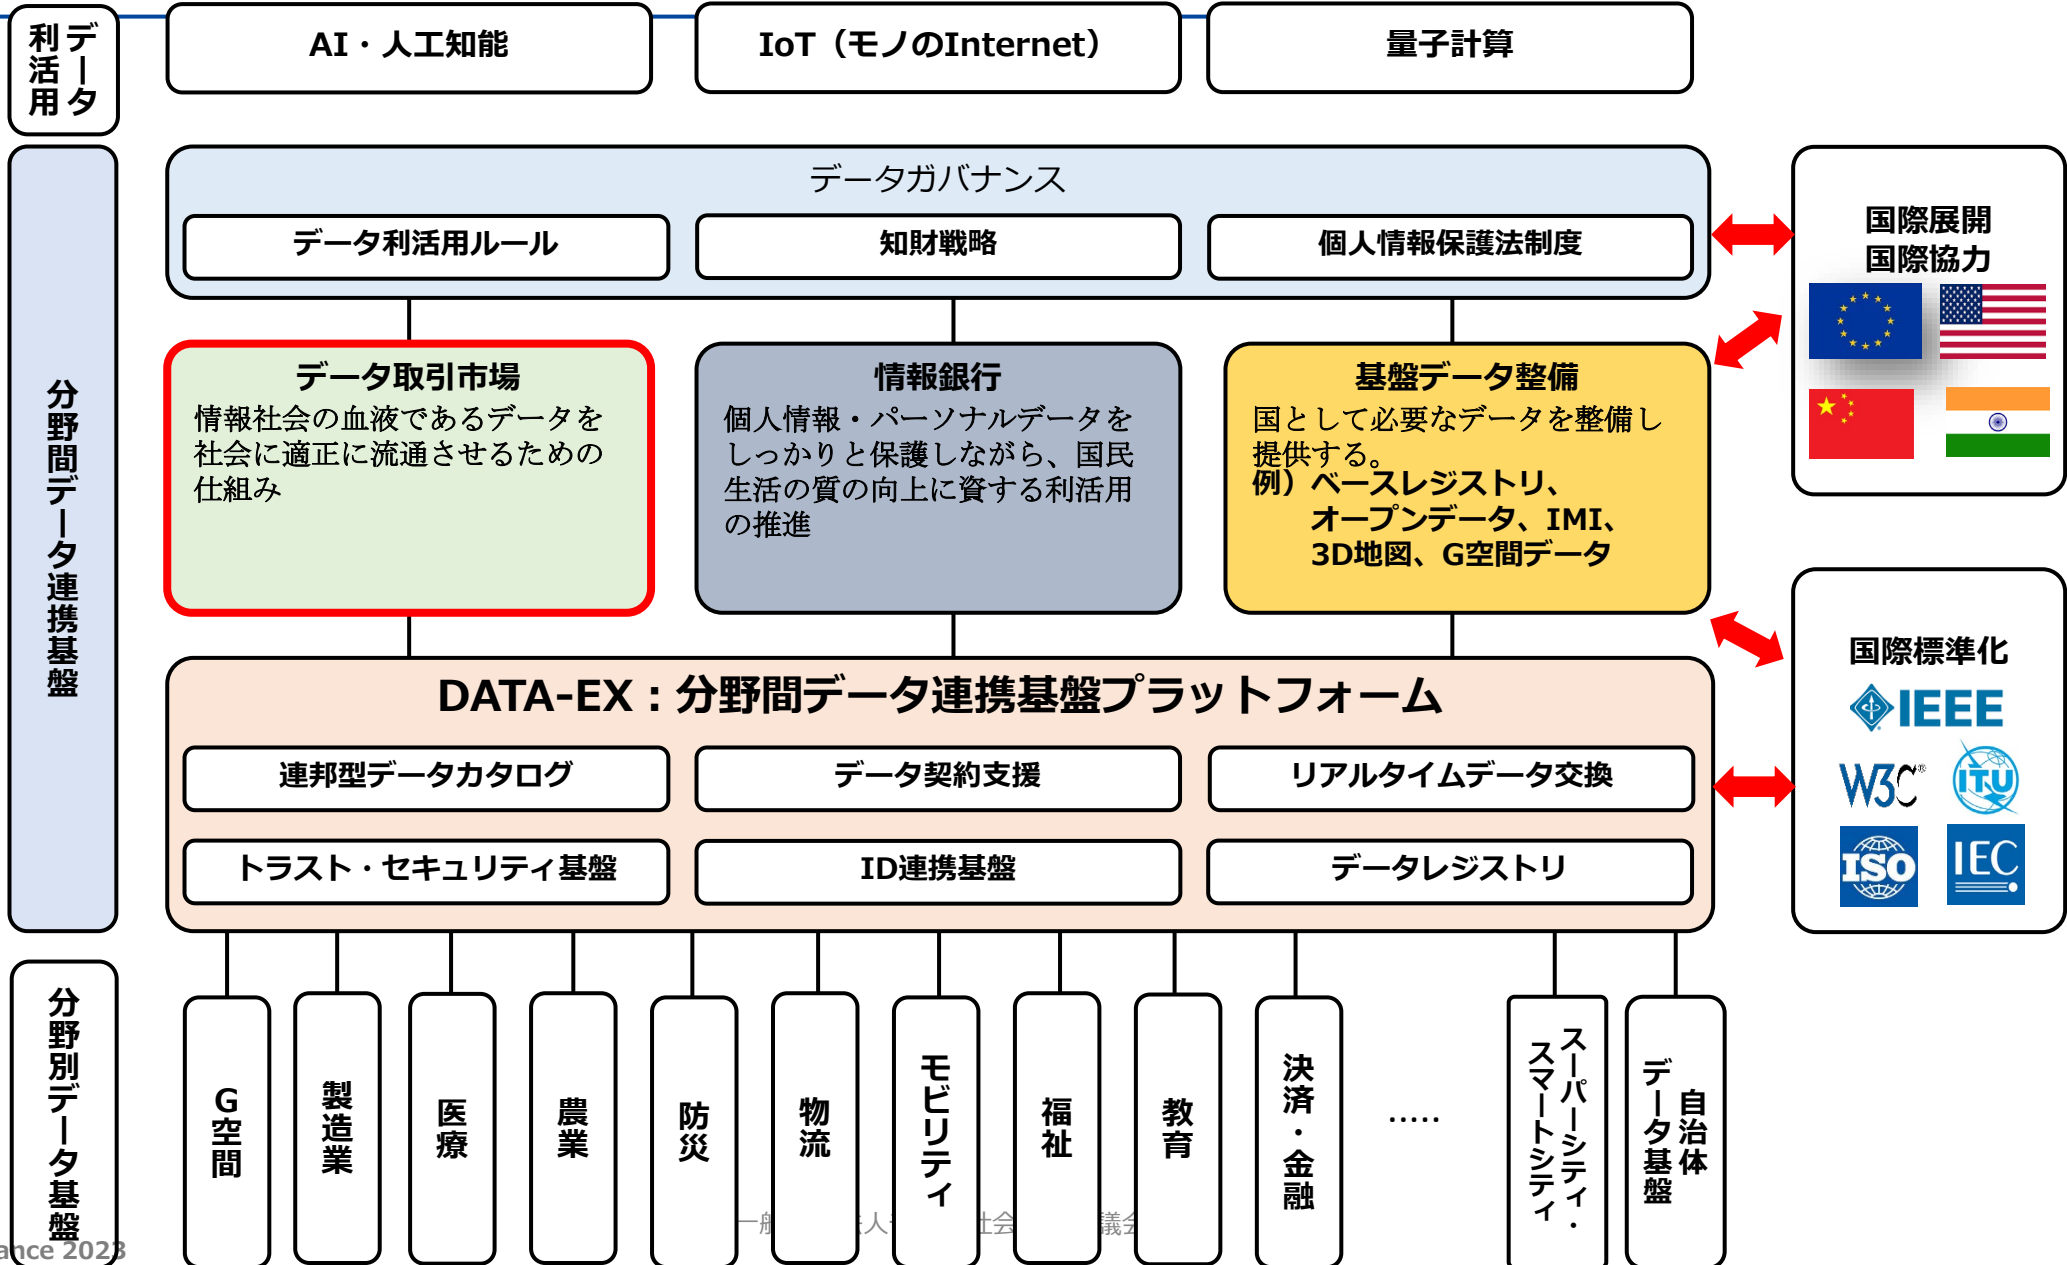 データ
利活用
AI・人工知能
IoT（モノのInternet）
量子計算
分野間データ連携基盤
データガバナンス
データ利活用ルール
知財戦略
個人情報保護法制度
国際展開
国際協力
データ取引市場
情報社会の血液であるデータを
社会に適正に流通させるための
仕組み
情報銀行
個人情報・パーソナルデータを
しっかりと保護しながら、国民
生活の質の向上に資する利活用
の推進
基盤データ整備
国として必要なデータを整備し
提供する。
例）ベースレジストリ、
オープンデータ、IMI、
3D地図、G空間データ
国際標準化
IEEE
W3C®
ITU
ISO
IEC
DATA-EX：分野間データ連携基盤プラットフォーム
連邦型データカタログ
データ契約支援
リアルタイムデータ交換
トラスト・セキュリティ基盤
ID連携基盤
データレジストリ
分野別データ基盤
G空間
製造業
医療
農業
防災
物流
モビリティ
福祉
教育
決済・金融
.....
スーパーシティ・
スマートシティ
自治体
データ基盤
2023